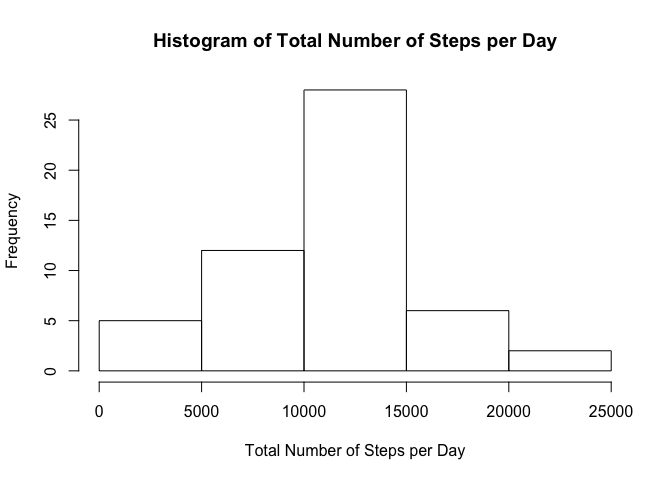 Histogram of Total Number of Steps per Day
Frequency
25
20
15
10
5
0
0 5000 10000 15000 20000 25000
Total Number of Steps per Day